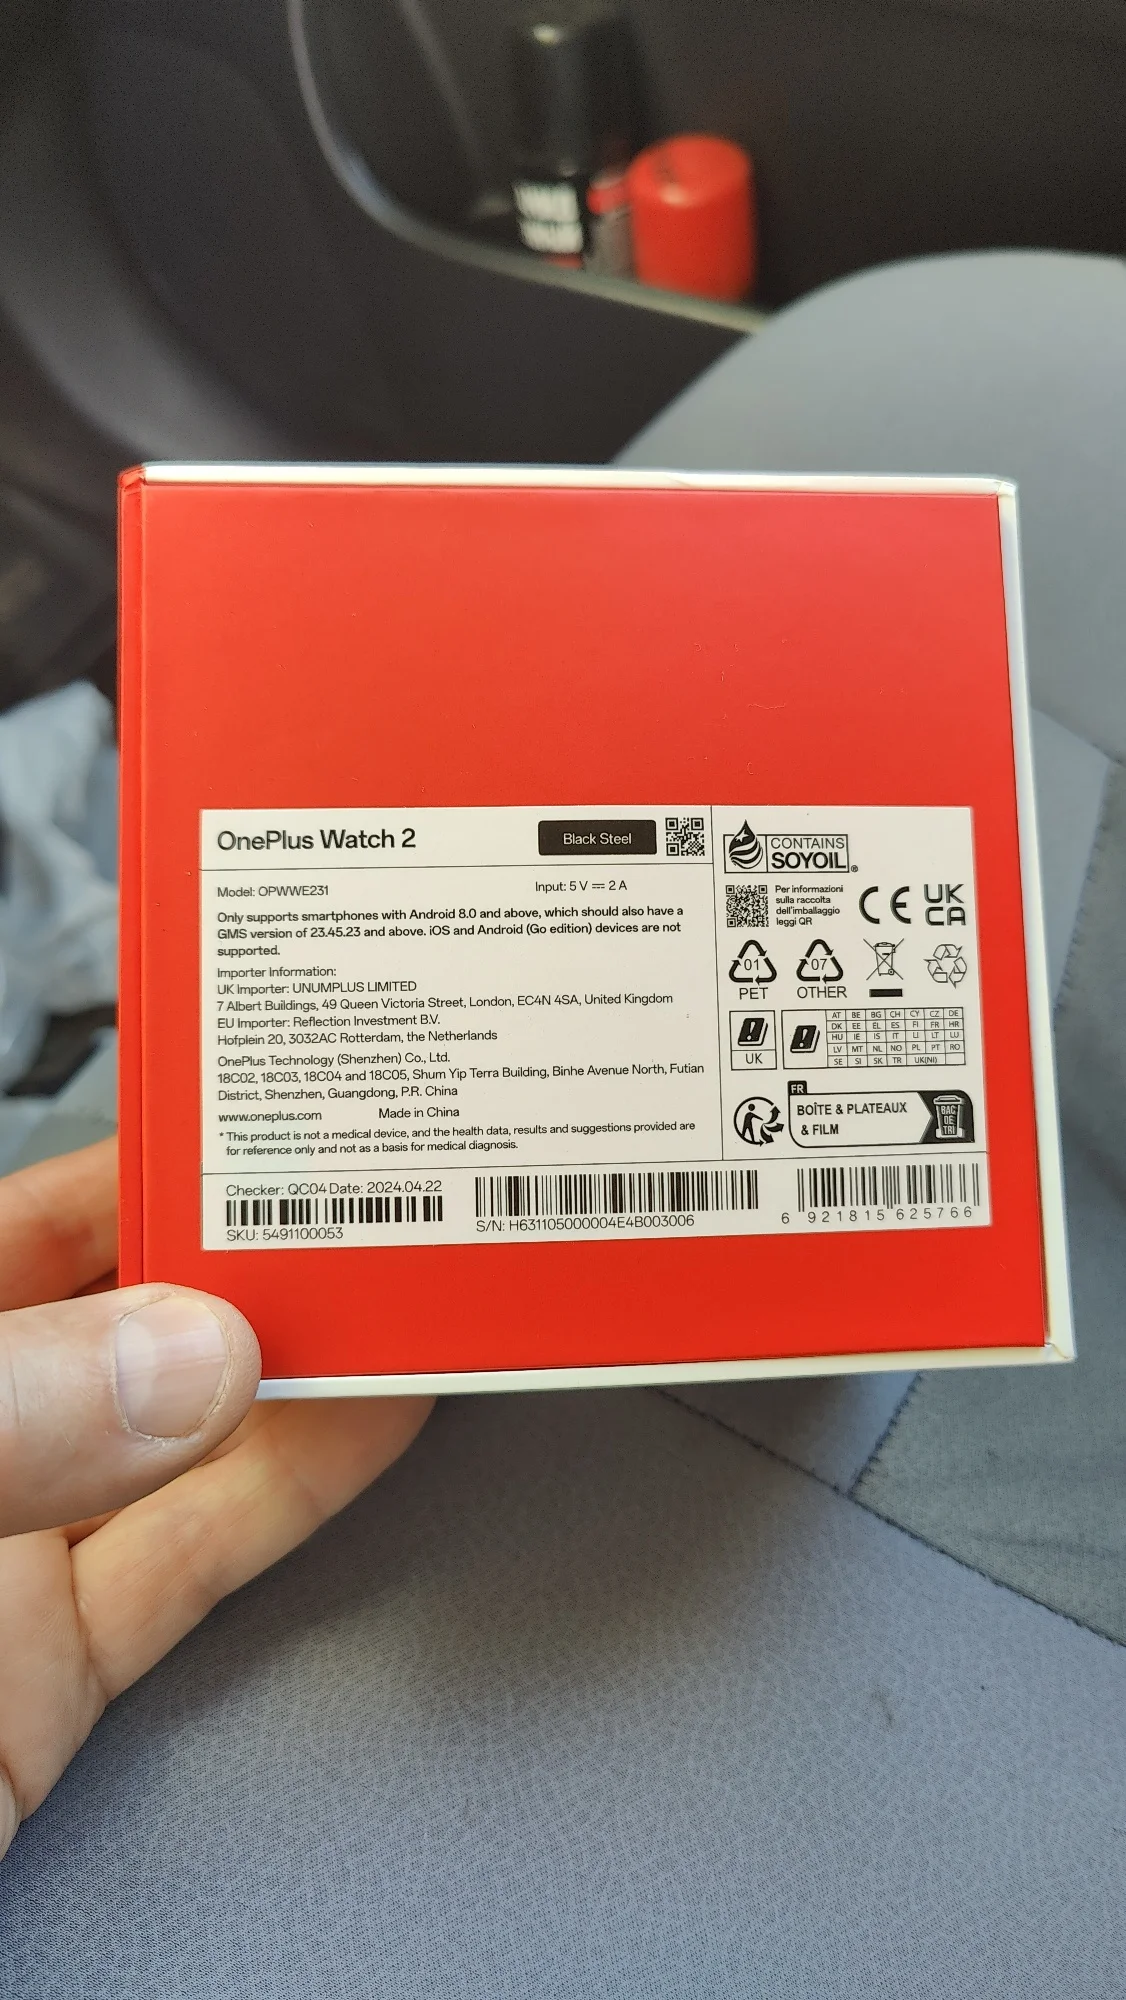 OnePlus Watch 2
Black Steel
Model: OPWWE231
Input: 5 V ⎓ 2 A
Only supports smartphones with Android 8.0 and above, which should also have a
GMS version of 23.45.23 and above. iOS and Android (Go edition) devices are not
supported.
Importer Information:
UK Importer: UNUMPLUS LIMITED
7 Albert Buildings, 49 Queen Victoria Street, London, EC4N 4SA, United Kingdom
EU Importer: Reflection Investment B.V.
Hofplein 20, 3032AC Rotterdam, the Netherlands
OnePlus Technology (Shenzhen) Co., Ltd.
18C02, 18C03, 18C04 and 18C05, Shum Yip Terra Building, Binhe Avenue North, Futian
District, Shenzhen, Guangdong, P.R. China
www.oneplus.com
Made in China
* This product is not a medical device, and the health data, results and suggestions provided are
for reference only and not as a basis for medical diagnosis.
CONTAINS
SOYOIL®
Per informazioni
sulla raccolta
dell'imballaggio
leggi QR
CE
UK
CA
01
PET
07
OTHER
UK
AT BE BG CH CY CZ DE
DK EE EL ES FI FR HR
HU IE IS IT LI LT LU
LV MT NL NO PL PT RO
SE SI SK TR UK(NI)
FR
BOÎTE & PLATEAUX
& FILM
BAC
DE
TRI
Checker: QC04 Date: 2024.04.22
SKU: 5491100053
S/N: H631105000004E4B003006
6 921815 625766